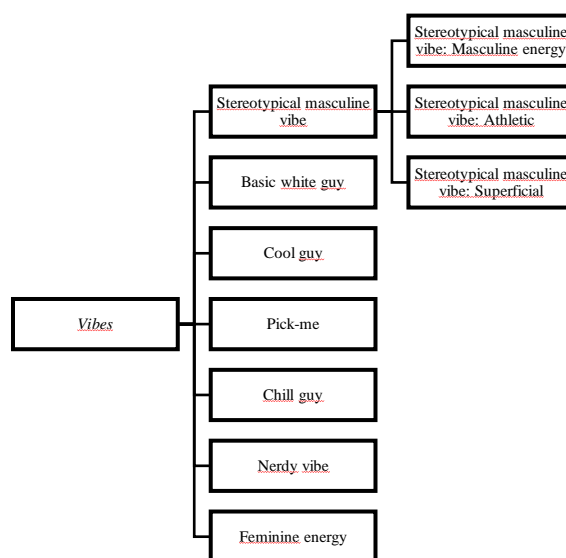 Stereotypical masculine
vibe: Masculine energy
Stereotypical masculine
vibe
Stereotypical masculine
vibe: Athletic
Basic white guy
Stereotypical masculine
vibe: Superficial
Cool guy
Vibes
Pick-me
Chill guy
Nerdy vibe
Feminine energy